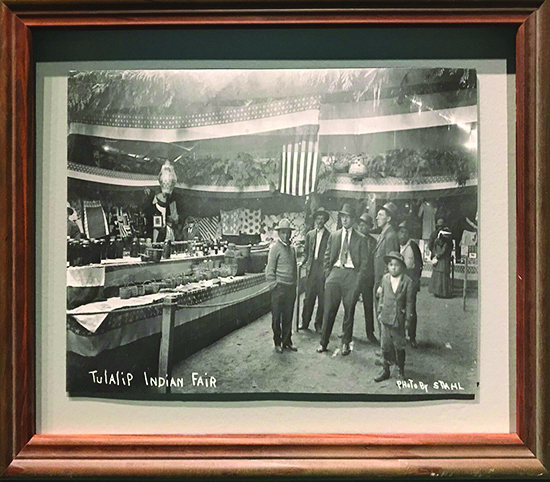 TULALIP INDIAN FAIR
PHOTO BY STAHL